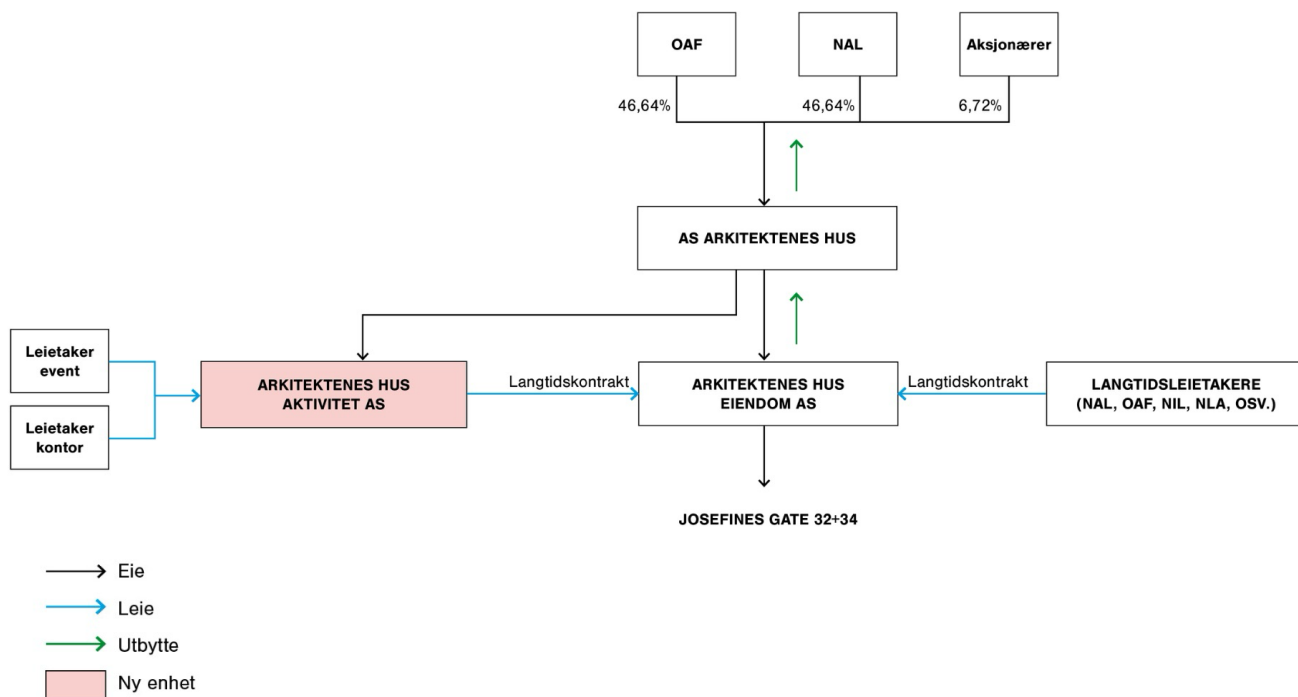 OAF
NAL
Aksjonærer
46,64%
46,64%
6,72%
AS ARKITEKTENES HUS
Leietaker
event
Leietaker
kontor
ARKITEKTENES HUS
AKTIVITET AS
Langtidskontrakt
ARKITEKTENES HUS
EIENDOM AS
Langtidskontrakt
LANGTIDSLEIETAKERE
(NAL, OAF, NIL, NLA, OSV.)
JOSEFINES GATE 32+34
Eie
Leie
Utbytte
Ny enhet